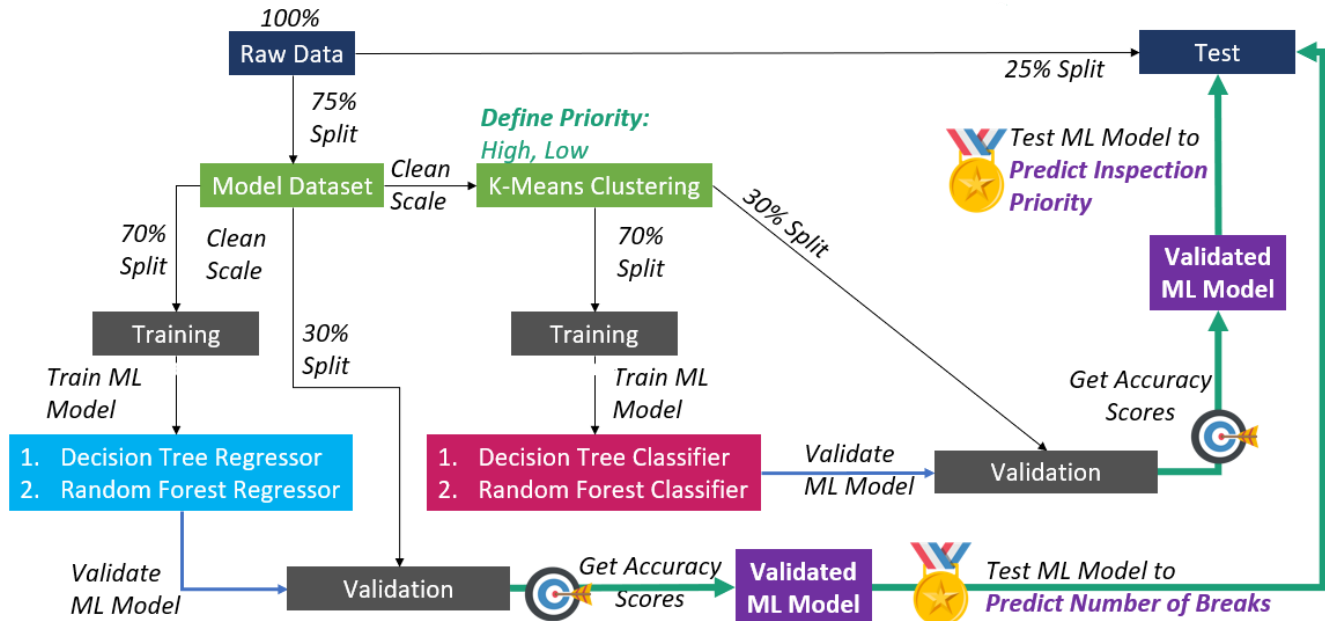 100%
Raw Data
Test
25% Split
75%
Split
Define Priority:
High, Low
Test ML Model to
Predict Inspection
Priority
Model Dataset
Clean
Scale
K-Means Clustering
70%
Split
Clean
Scale
70%
Split
30% Split
Validated
ML Model
Training
30%
Split
Training
Train ML
Model
Train ML
Model
Get Accuracy
Scores
1. Decision Tree Regressor
2. Random Forest Regressor
1. Decision Tree Classifier
2. Random Forest Classifier
Validate
ML Model
Validation
Validate
ML Model
Validation
Get Accuracy
Scores
Validated
ML Model
Test ML Model to
Predict Number of Breaks